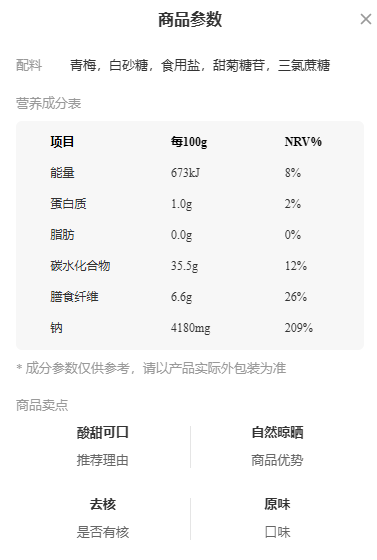 商品参数
×
配料 青梅，白砂糖，食用盐，甜菊糖苷，三氯蔗糖
营养成分表
项目 每100g NRV%
能量 673kJ 8%
蛋白质 1.0g 2%
脂肪 0.0g 0%
碳水化合物 35.5g 12%
膳食纤维 6.6g 26%
钠 4180mg 209%
* 成分参数仅供参考，请以产品实际外包装为准
商品卖点
酸甜可口 自然晾晒
推荐理由 商品优势
去核 原味
是否有核 口味